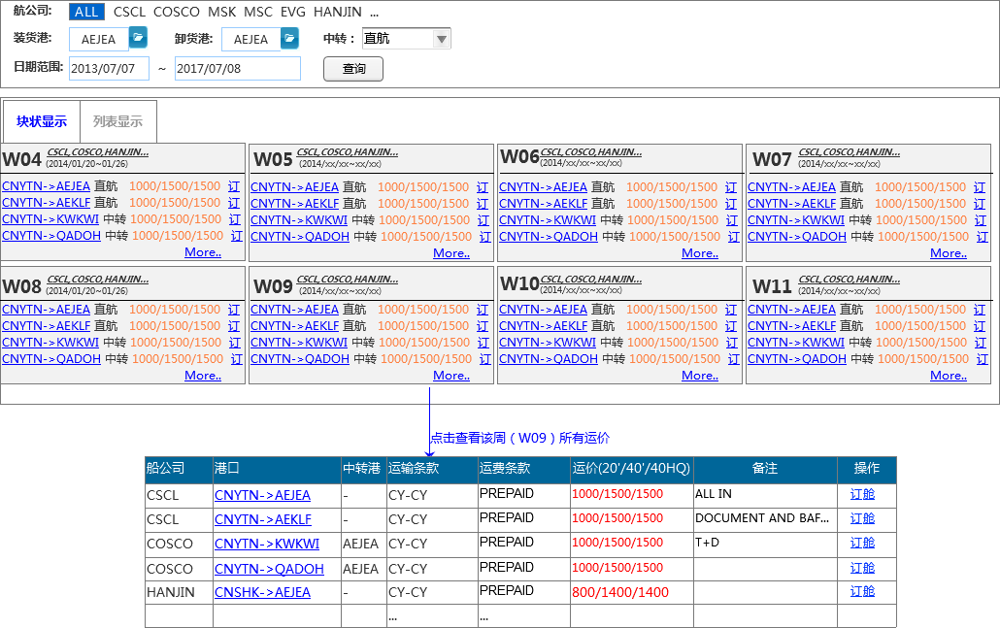 航公司: ALL CSCL COSCO MSK MSC EVG HANJIN ...
装货港: AEJEA 卸货港: AEJEA 中转： 直航
日期范围: 2013/07/07 ~ 2017/07/08 查询
块状显示 列表显示
W04 CSCL,COSCO,HANJIN...
(2014/01/20~01/26)
CNYTN->AEJEA 直航 1000/1500/1500 订
CNYTN->AEKLF 直航 1000/1500/1500 订
CNYTN->KWKWI 中转 1000/1500/1500 订
CNYTN->QADOH 中转 1000/1500/1500 订
More..
W05 CSCL,COSCO,HANJIN...
(2014/xx/xx~xx/xx)
CNYTN->AEJEA 直航 1000/1500/1500 订
CNYTN->AEKLF 直航 1000/1500/1500 订
CNYTN->KWKWI 中转 1000/1500/1500 订
CNYTN->QADOH 中转 1000/1500/1500 订
More..
W06 CSCL,COSCO,HANJIN...
(2014/xx/xx~xx/xx)
CNYTN->AEJEA 直航 1000/1500/1500 订
CNYTN->AEKLF 直航 1000/1500/1500 订
CNYTN->KWKWI 中转 1000/1500/1500 订
CNYTN->QADOH 中转 1000/1500/1500 订
More..
W07 CSCL,COSCO,HANJIN...
(2014/xx/xx~xx/xx)
CNYTN->AEJEA 直航 1000/1500/1500 订
CNYTN->AEKLF 直航 1000/1500/1500 订
CNYTN->KWKWI 中转 1000/1500/1500 订
CNYTN->QADOH 中转 1000/1500/1500 订
More..
W08 CSCL,COSCO,HANJIN...
(2014/01/20~01/26)
CNYTN->AEJEA 直航 1000/1500/1500 订
CNYTN->AEKLF 直航 1000/1500/1500 订
CNYTN->KWKWI 中转 1000/1500/1500 订
CNYTN->QADOH 中转 1000/1500/1500 订
More..
W09 CSCL,COSCO,HANJIN...
(2014/xx/xx~xx/xx)
CNYTN->AEJEA 直航 1000/1500/1500 订
CNYTN->AEKLF 直航 1000/1500/1500 订
CNYTN->KWKWI 中转 1000/1500/1500 订
CNYTN->QADOH 中转 1000/1500/1500 订
More..
W10 CSCL,COSCO,HANJIN...
(2014/xx/xx~xx/xx)
CNYTN->AEJEA 直航 1000/1500/1500 订
CNYTN->AEKLF 直航 1000/1500/1500 订
CNYTN->KWKWI 中转 1000/1500/1500 订
CNYTN->QADOH 中转 1000/1500/1500 订
More..
W11 CSCL,COSCO,HANJIN...
(2014/xx/xx~xx/xx)
CNYTN->AEJEA 直航 1000/1500/1500 订
CNYTN->AEKLF 直航 1000/1500/1500 订
CNYTN->KWKWI 中转 1000/1500/1500 订
CNYTN->QADOH 中转 1000/1500/1500 订
More..
点击查看该周（W09）所有运价
船公司 港口 中转港 运输条款 运费条款 运价(20'/40'/40HQ) 备注 操作
CSCL CNYTN->AEJEA - CY-CY PREPAID 1000/1500/1500 ALL IN 订舱
CSCL CNYTN->AEKLF - CY-CY PREPAID 1000/1500/1500 DOCUMENT AND BAF... 订舱
COSCO CNYTN->KWKWI AEJEA CY-CY PREPAID 1000/1500/1500 T+D 订舱
COSCO CNYTN->QADOH AEJEA CY-CY PREPAID 1000/1500/1500 订舱
HANJIN CNSHK->AEJEA - CY-CY PREPAID 800/1400/1400 订舱
... ...